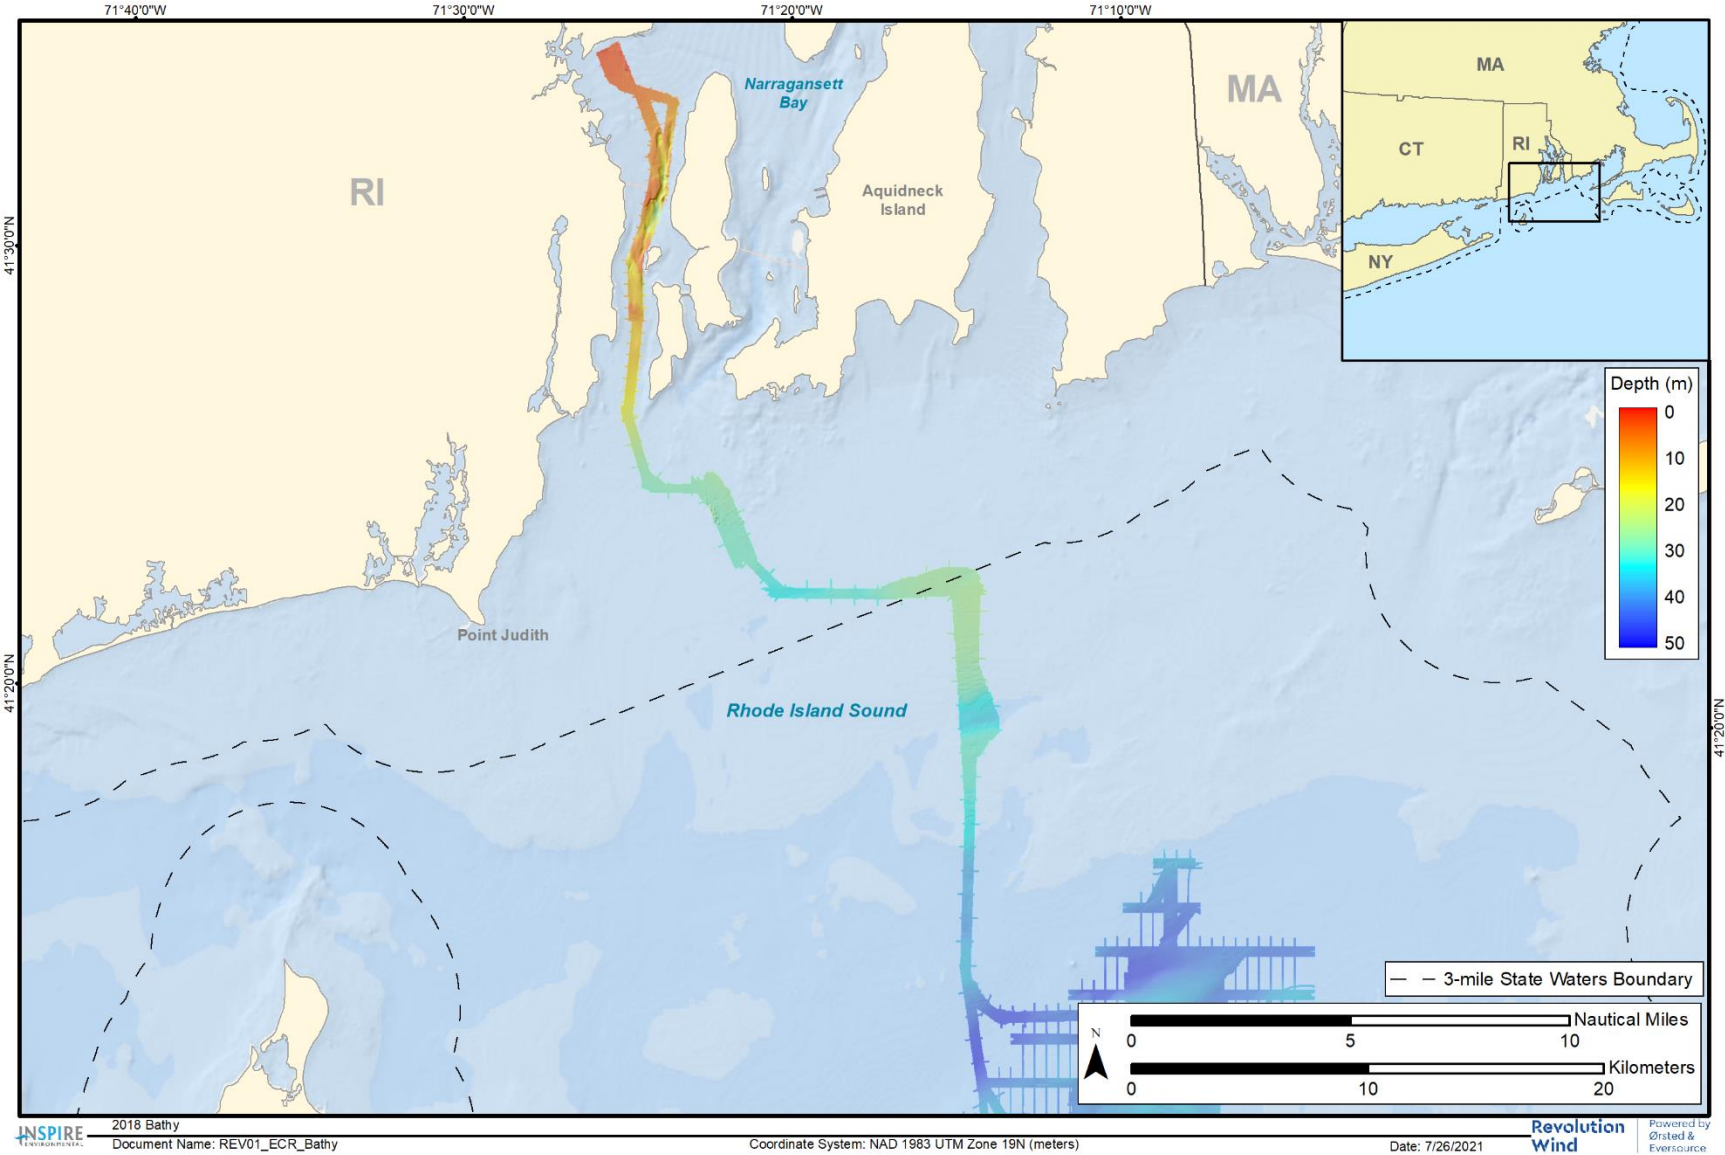 71°40'0"W
71°30'0"W
71°20'0"W
71°10'0"W
Narragansett
Bay
MA
MA
CT
RI
NY
RI
Aquidneck
Island
41°30'0"N
Depth (m)
0
10
20
30
40
50
Point Judith
41°20'0"N
41°20'0"N
Rhode Island Sound
3-mile State Waters Boundary
N
Nautical Miles
0 5 10
Kilometers
0 10 20
INSPIRE
ENVIRONMENTAL
2018 Bathy
Document Name: REV01_ECR_Bathy
Coordinate System: NAD 1983 UTM Zone 19N (meters)
Date: 7/26/2021
Revolution
Wind
Powered by
Ørsted &
Eversource